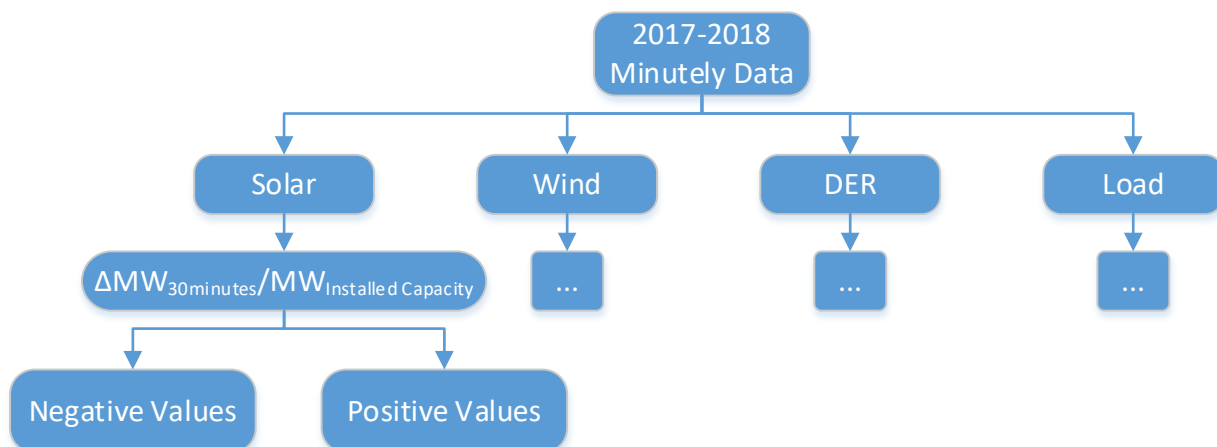 2017-2018
Minutely Data
Solar
Wind
DER
Load
ΔMW30minutes/MWInstalled Capacity
...
...
...
Negative Values
Positive Values